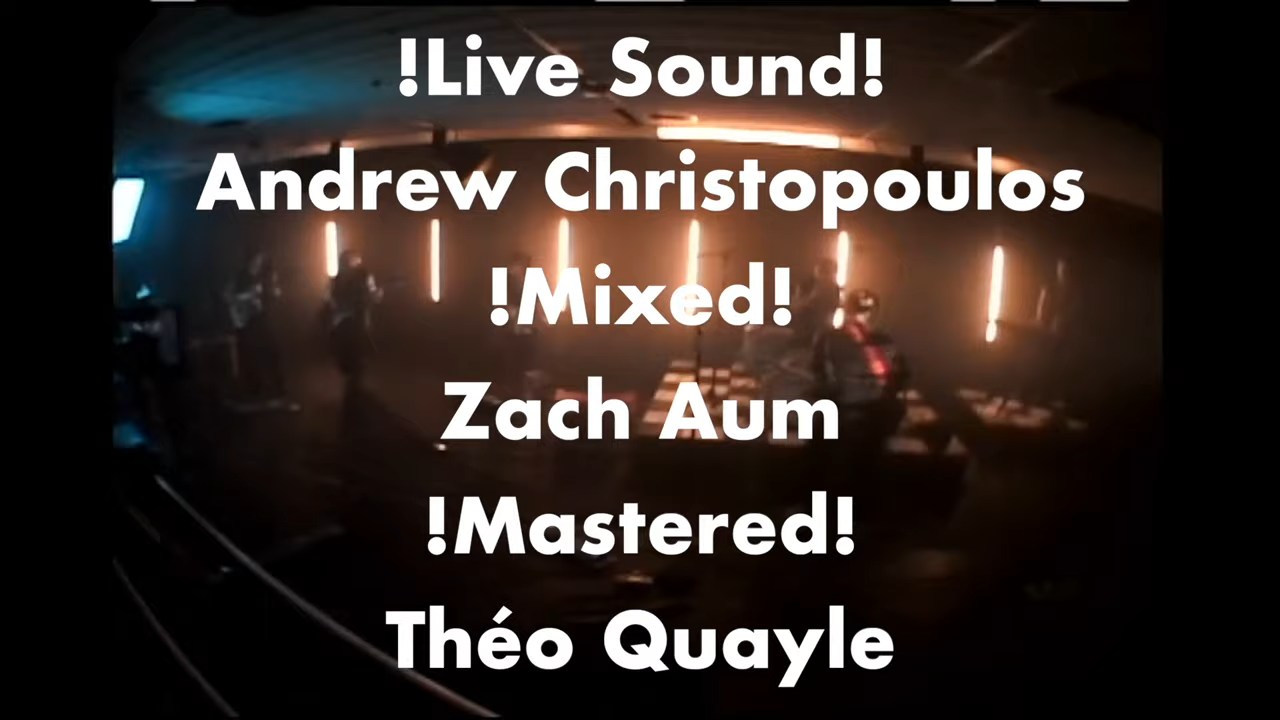 !Live Sound!
Andrew Christopoulos
!Mixed!
Zach Aum
!Mastered!
Théo Quayle